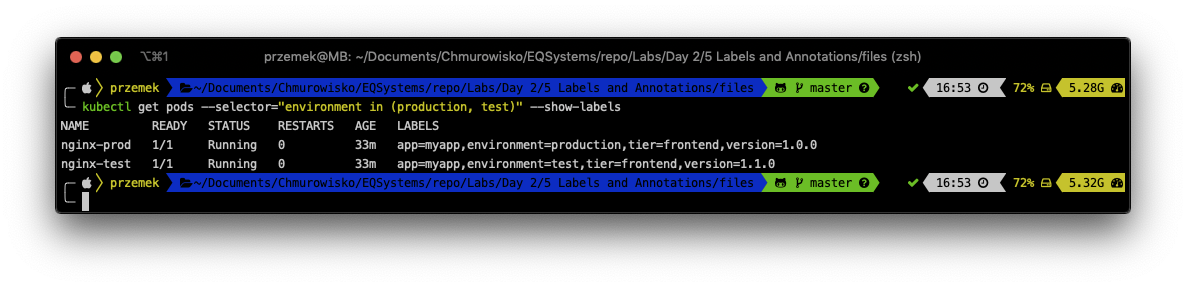 ⌥⌘1 przemek@MB: ~/Documents/Chmurowisko/EQSystems/repo/Labs/Day 2/5 Labels and Annotations/files (zsh)
przemek ~/Documents/Chmurowisko/EQSystems/repo/Labs/Day 2/5 Labels and Annotations/files master ? ✔ 16:53 72% 5.28G
kubectl get pods --selector="environment in (production, test)" --show-labels
NAME READY STATUS RESTARTS AGE LABELS
nginx-prod 1/1 Running 0 33m app=myapp,environment=production,tier=frontend,version=1.0.0
nginx-test 1/1 Running 0 33m app=myapp,environment=test,tier=frontend,version=1.1.0
przemek ~/Documents/Chmurowisko/EQSystems/repo/Labs/Day 2/5 Labels and Annotations/files master ? ✔ 16:53 72% 5.32G